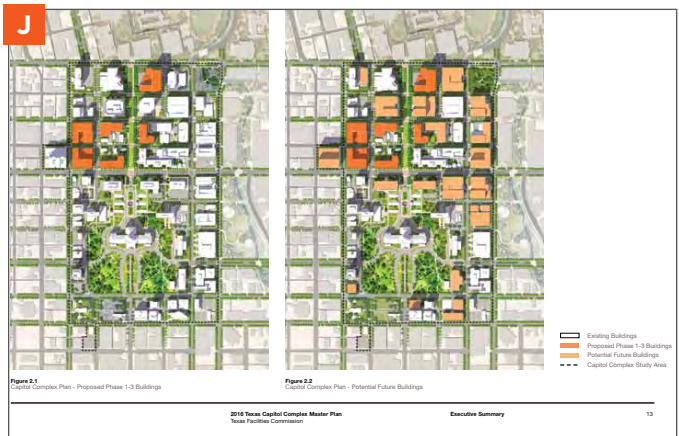 J
Figure 2.1
Capitol Complex Plan - Proposed Phase 1-3 Buildings
Figure 2.2
Capitol Complex Plan - Potential Future Buildings
Existing Buildings
Proposed Phase 1-3 Buildings
Potential Future Buildings
Capitol Complex Study Area
2016 Texas Capitol Complex Master Plan
Texas Facilities Commission
Executive Summary
13